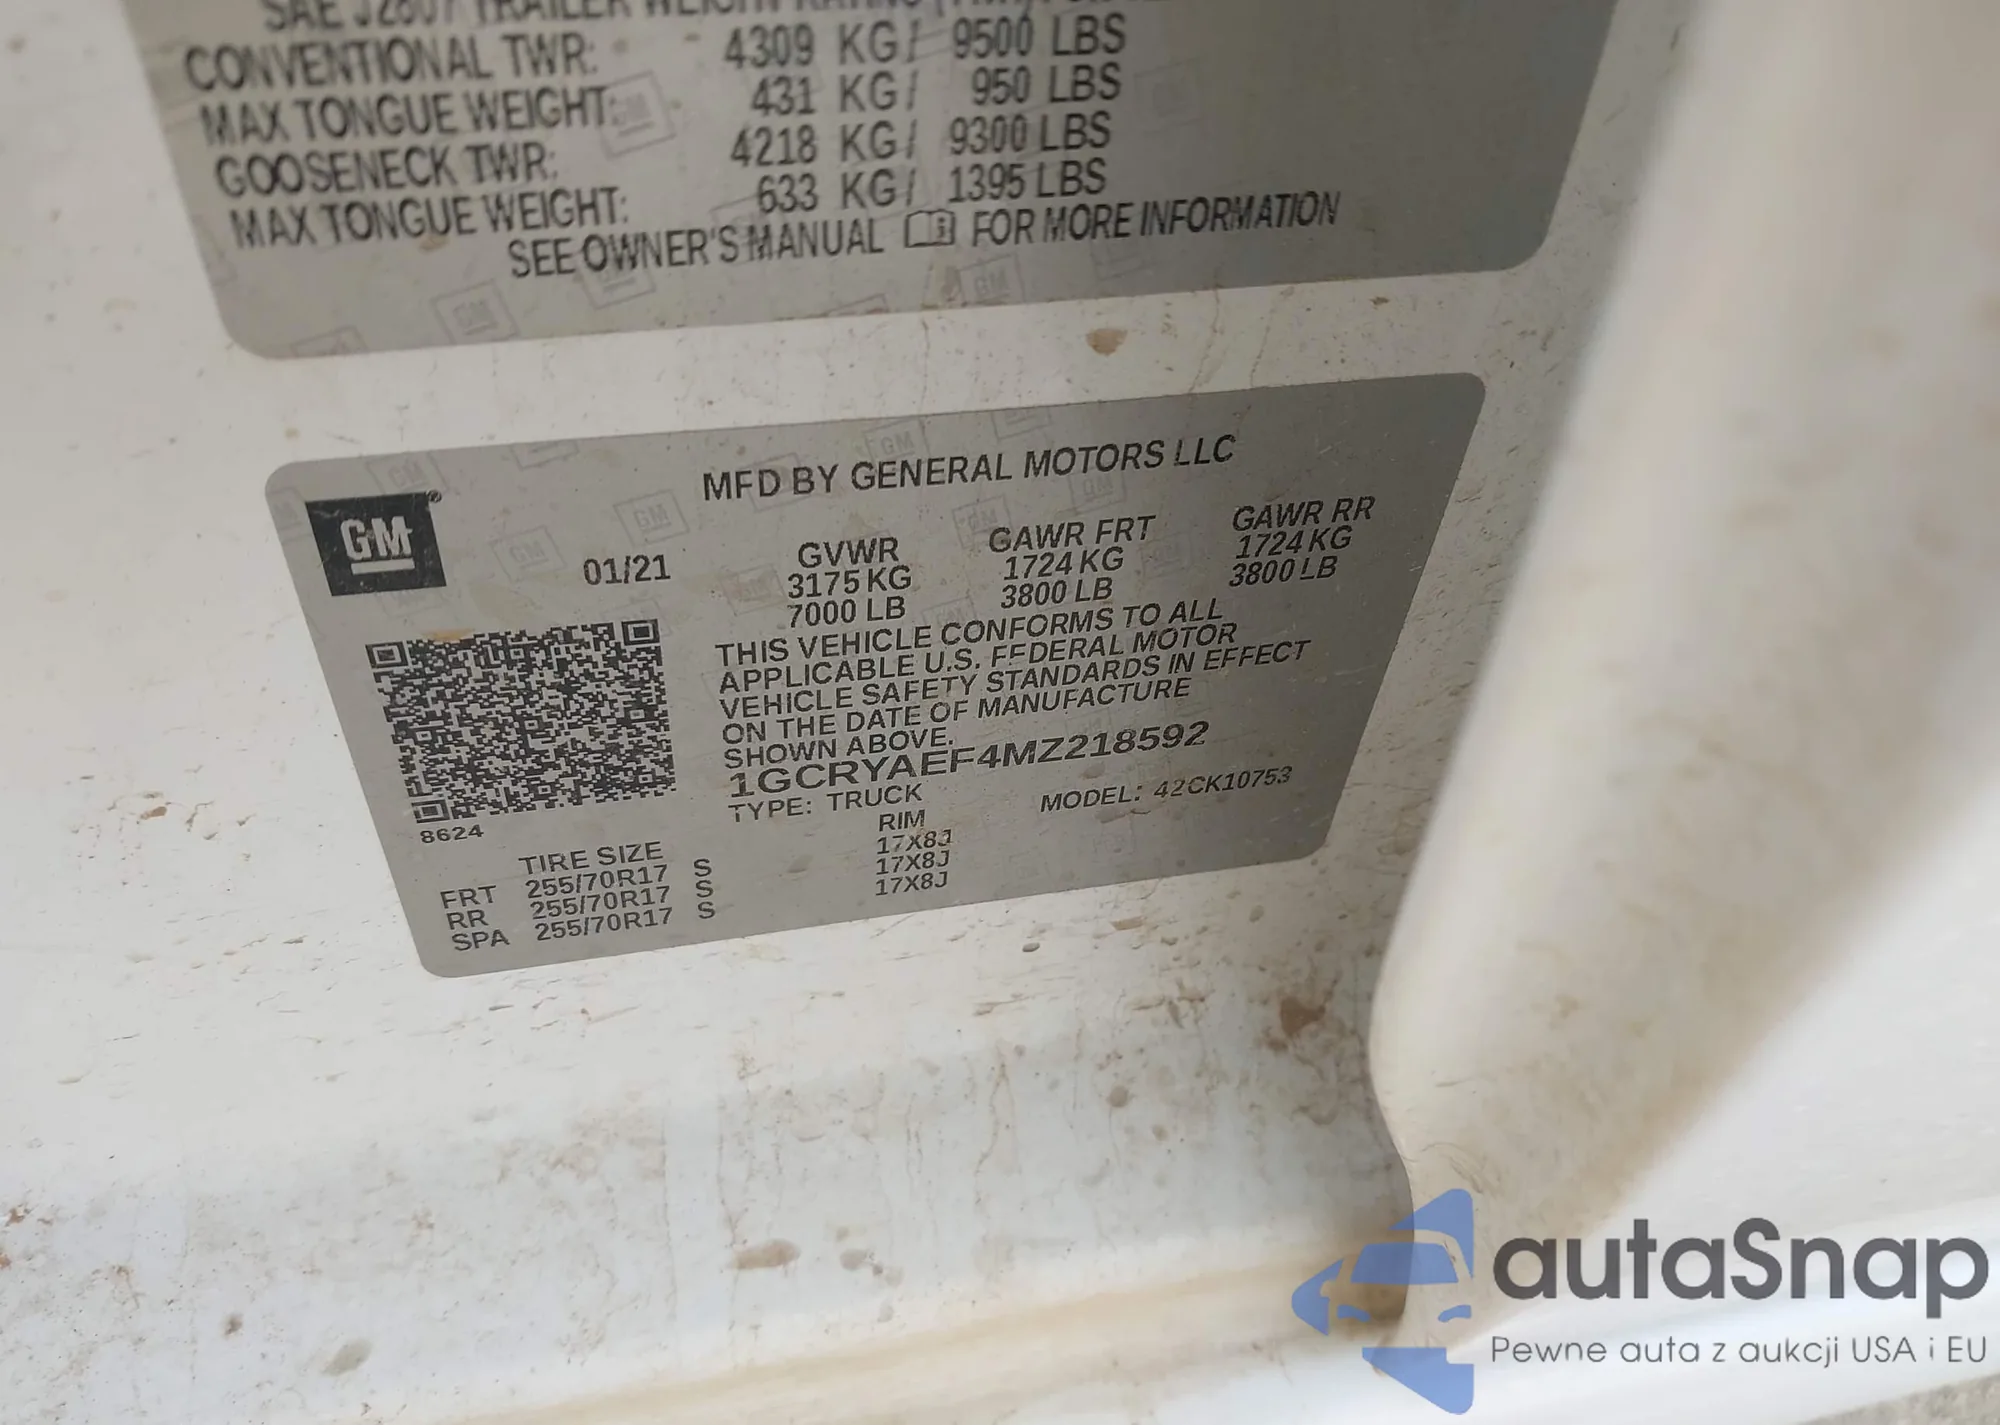 SAE J2807 TRAILER WEIGHT RATING
CONVENTIONAL TWR: 4309 KG/ 9500 LBS
MAX TONGUE WEIGHT: 431 KG/ 950 LBS
GOOSENECK TWR: 4218 KG/ 9300 LBS
MAX TONGUE WEIGHT: 633 KG/ 1395 LBS
SEE OWNER'S MANUAL FOR MORE INFORMATION
MFD BY GENERAL MOTORS LLC
GM®
01/21
GVWR GAWR FRT GAWR RR
3175 KG 1724 KG 1724 KG
7000 LB 3800 LB 3800 LB
THIS VEHICLE CONFORMS TO ALL
APPLICABLE U.S. FEDERAL MOTOR
VEHICLE SAFETY STANDARDS IN EFFECT
ON THE DATE OF MANUFACTURE
SHOWN ABOVE.
1GCRYAEF4MZ218592
TYPE: TRUCK MODEL: 42CK10753
8624
TIRE SIZE RIM
FRT 255/70R17 S 17X8J
RR 255/70R17 S 17X8J
SPA 255/70R17 S 17X8J
autaSnap
Pewne auta z aukcji USA i EU